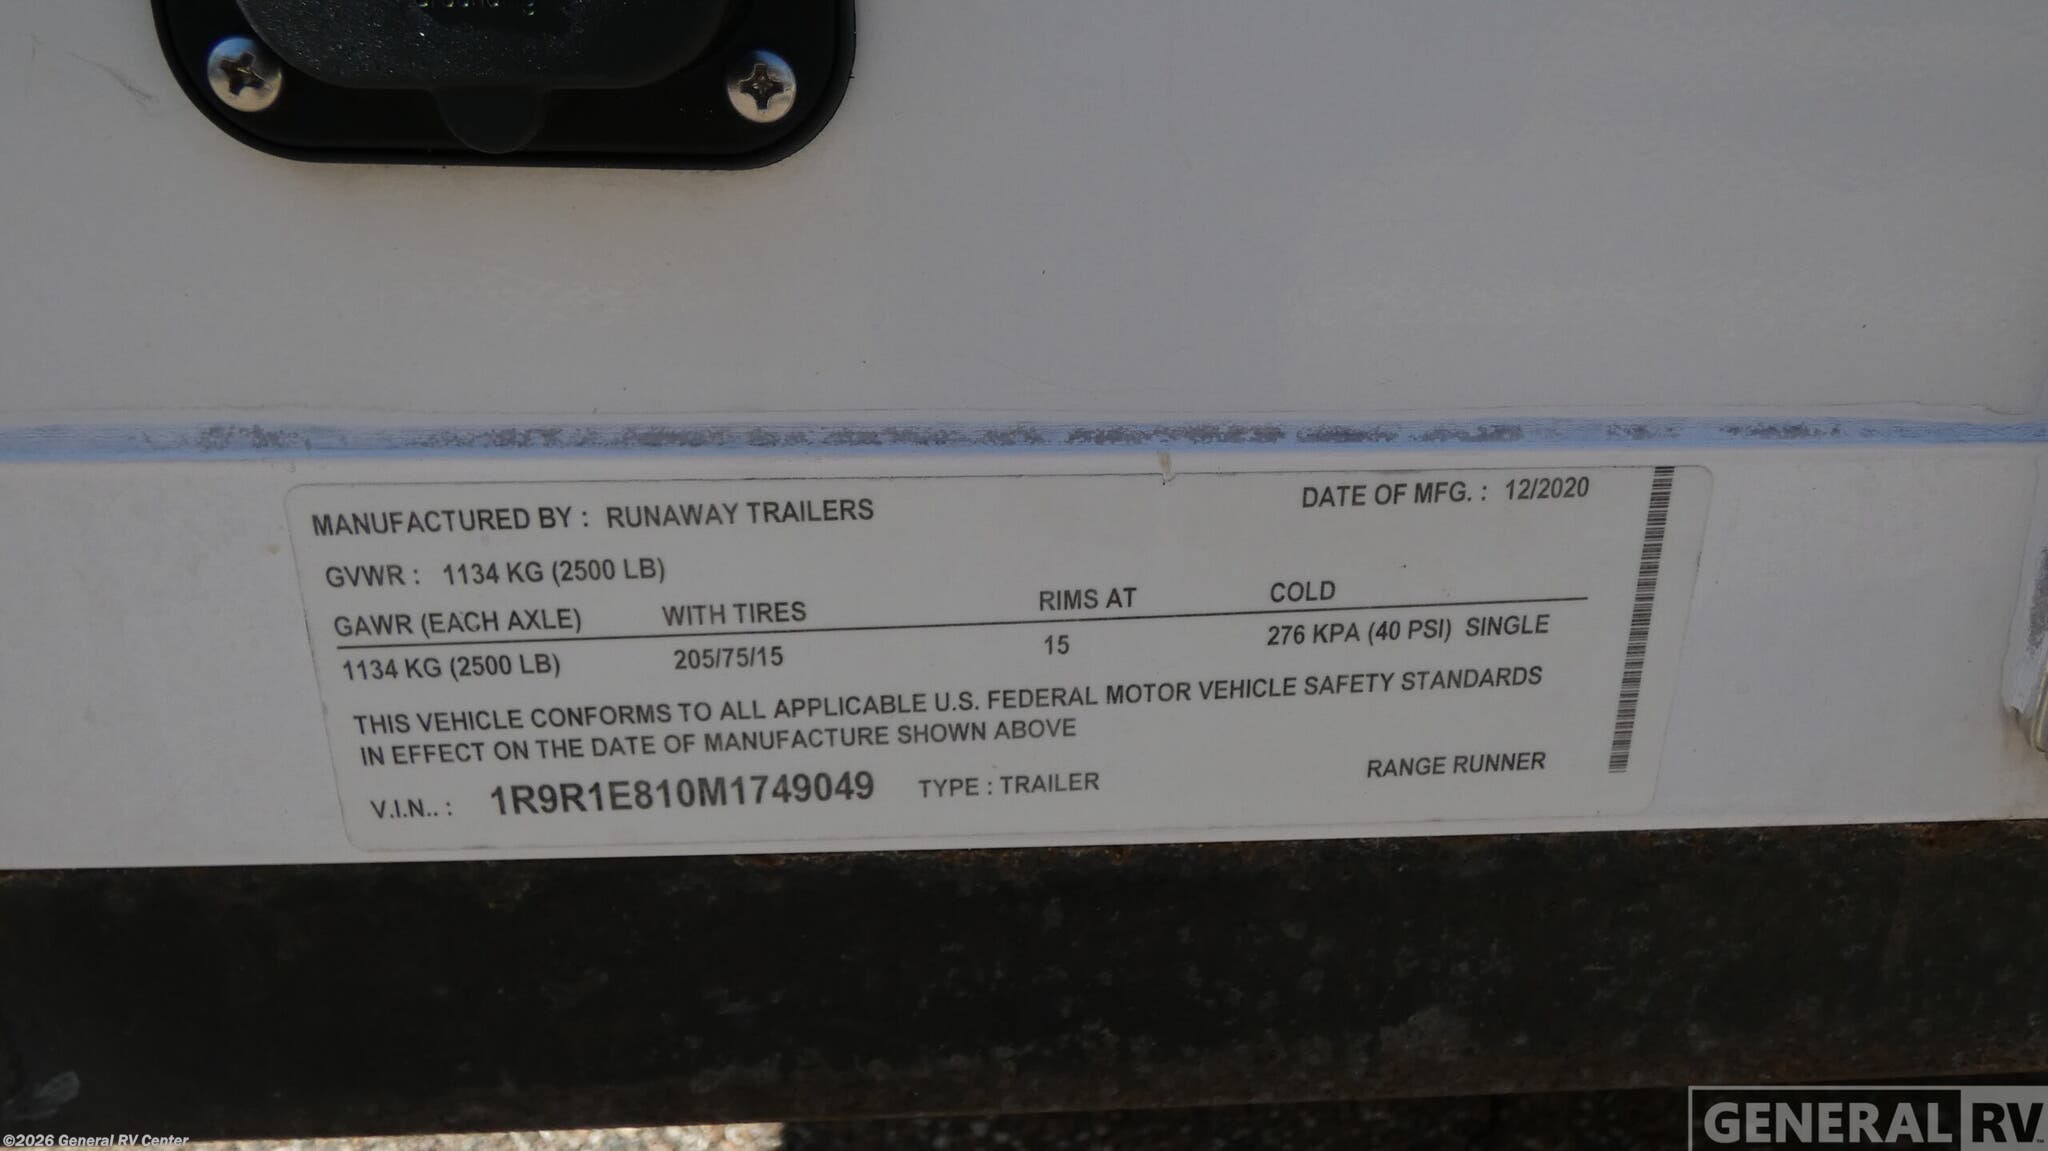 MANUFACTURED BY : RUNAWAY TRAILERS DATE OF MFG. : 12/2020
GVWR : 1134 KG (2500 LB)
GAWR (EACH AXLE) WITH TIRES RIMS AT COLD
1134 KG (2500 LB) 205/75/15 15 276 KPA (40 PSI) SINGLE
THIS VEHICLE CONFORMS TO ALL APPLICABLE U.S. FEDERAL MOTOR VEHICLE SAFETY STANDARDS
IN EFFECT ON THE DATE OF MANUFACTURE SHOWN ABOVE
V.I.N.. : 1R9R1E810M1749049 TYPE : TRAILER RANGE RUNNER
©2026 General RV Center
GENERAL RV